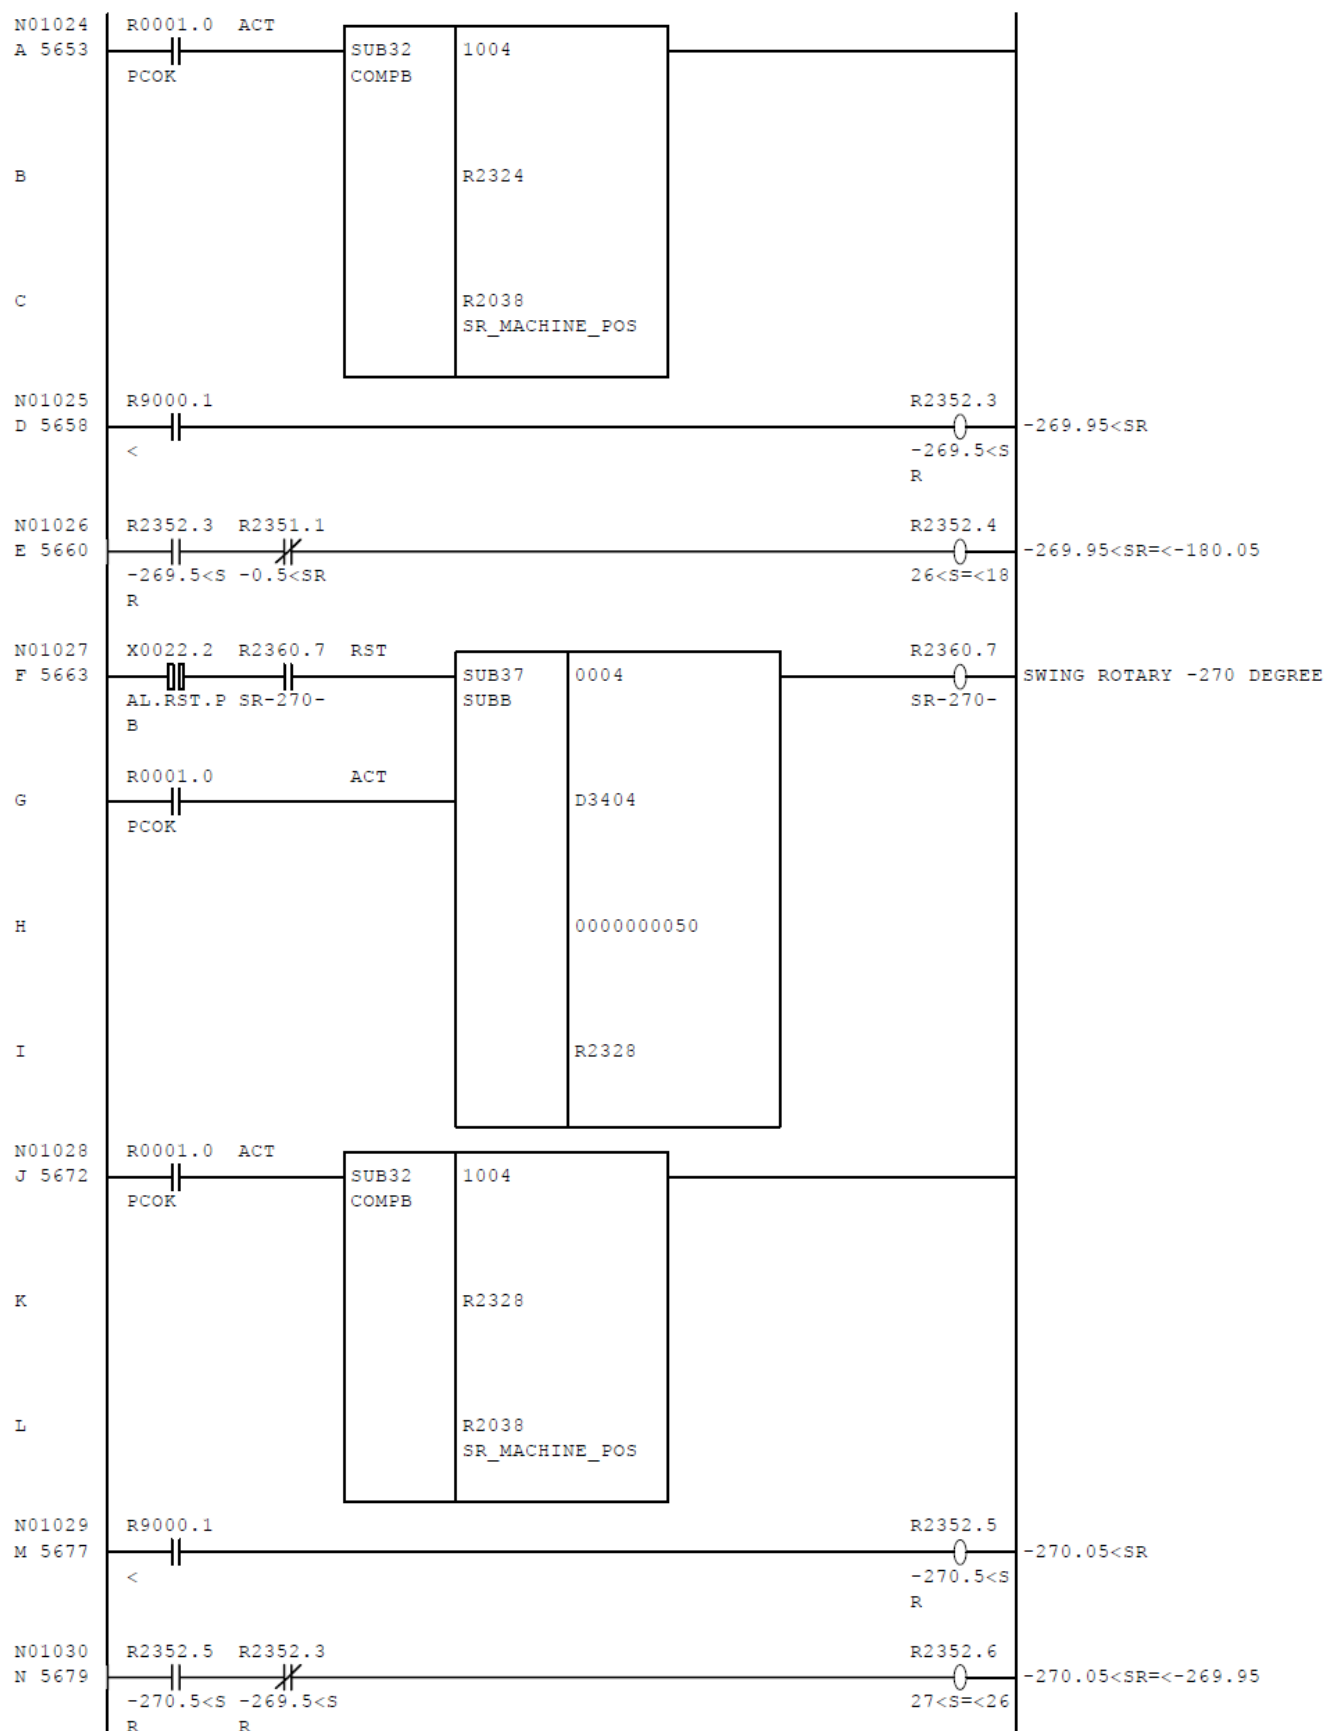 N01024 R0001.0 ACT
A 5653 SUB32 1004
PCOK COMPB
B R2324
C R2038
SR_MACHINE_POS
N01025 R9000.1 R2352.3
D 5658 -269.95<SR
< -269.5<S
R
N01026 R2352.3 R2351.1 R2352.4
E 5660 -269.95<SR=<-180.05
-269.5<S -0.5<SR 26<S=<18
R
N01027 X0022.2 R2360.7 RST R2360.7
F 5663 SUB37 0004 SWING ROTARY -270 DEGREE
AL.RST.P SR-270- SUBB SR-270-
B
R0001.0 ACT
G D3404
PCOK
H 0000000050
I R2328
N01028 R0001.0 ACT
J 5672 SUB32 1004
PCOK COMPB
K R2328
L R2038
SR_MACHINE_POS
N01029 R9000.1 R2352.5
M 5677 -270.05<SR
< -270.5<S
R
N01030 R2352.5 R2352.3 R2352.6
N 5679 -270.05<SR=<-269.95
-270.5<S -269.5<S 27<S=<26
R R